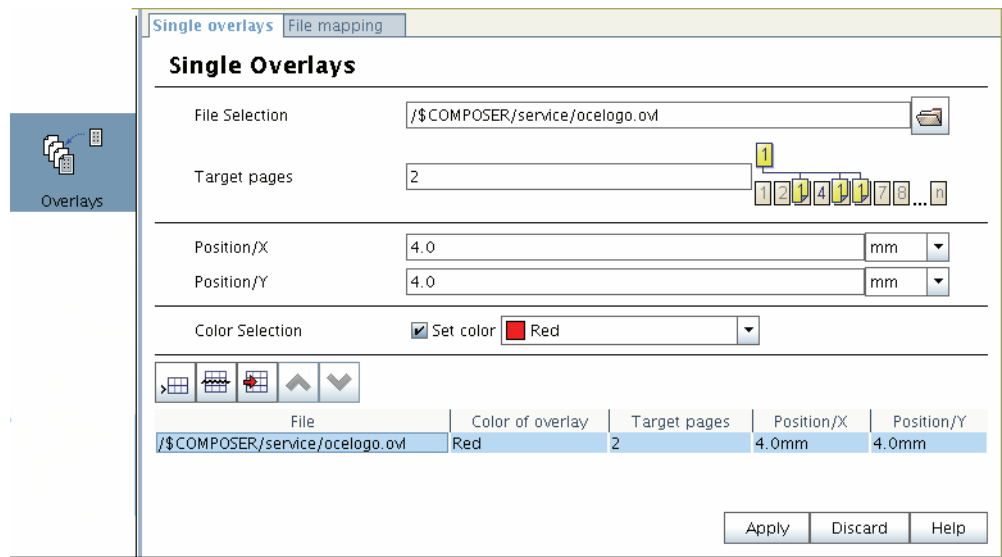 Single overlays File mapping
Single Overlays
File Selection /$COMPOSER/service/ocelogo.ovl
1
Target pages 2
1 2 1 4 1 1 7 8 ... n
Overlays
Position/X 4.0 mm
Position/Y 4.0 mm
Color Selection Set color Red
File Color of overlay Target pages Position/X Position/Y
/$COMPOSER/service/ocelogo.ovl Red 2 4.0mm 4.0mm
Apply Discard Help